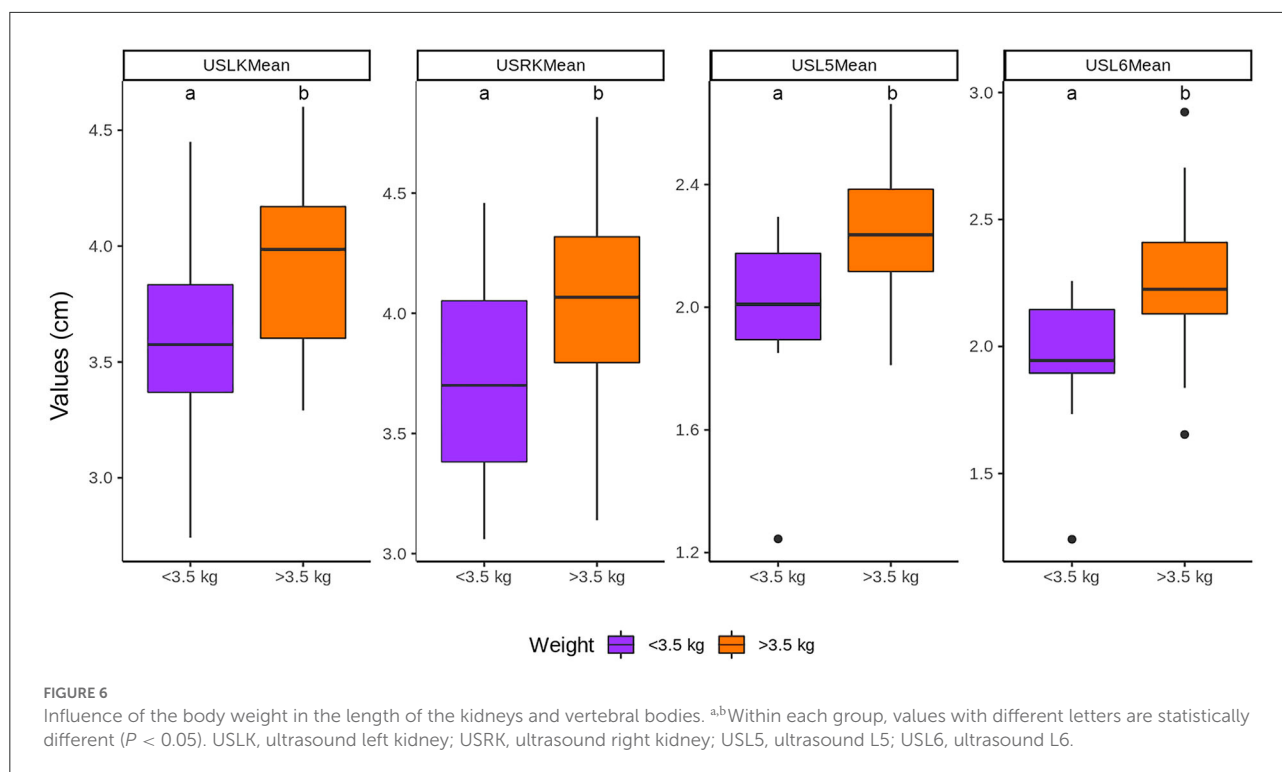 USLKMean USRKMean USL5Mean USL6Mean
a b a b a b a b
Values (cm)
4.5
4.0
3.5
3.0
4.5
4.0
3.5
3.0
2.4
2.0
1.6
1.2
3.0
2.5
2.0
1.5
<3.5 kg >3.5 kg <3.5 kg >3.5 kg <3.5 kg >3.5 kg <3.5 kg >3.5 kg
Weight <3.5 kg >3.5 kg
FIGURE 6
Influence of the body weight in the length of the kidneys and vertebral bodies. a,bWithin each group, values with different letters are statistically
different (P < 0.05). USLK, ultrasound left kidney; USRK, ultrasound right kidney; USL5, ultrasound L5; USL6, ultrasound L6.